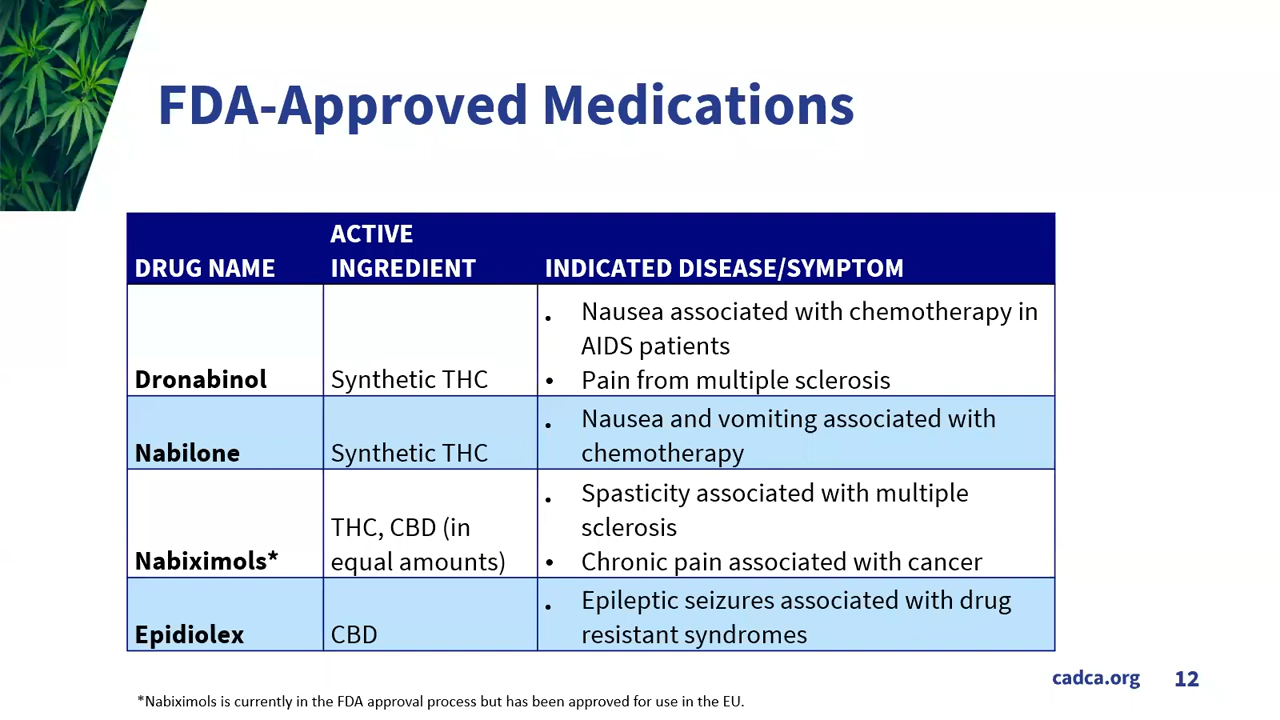 FDA-Approved Medications
DRUG NAME
ACTIVE
INGREDIENT
INDICATED DISEASE/SYMPTOM
Dronabinol
Synthetic THC
• Nausea associated with chemotherapy in
AIDS patients
• Pain from multiple sclerosis
Nabilone
Synthetic THC
• Nausea and vomiting associated with
chemotherapy
Nabiximols*
THC, CBD (in
equal amounts)
• Spasticity associated with multiple
sclerosis
• Chronic pain associated with cancer
Epidiolex
CBD
• Epileptic seizures associated with drug
resistant syndromes
cadca.org 12
*Nabiximols is currently in the FDA approval process but has been approved for use in the EU.